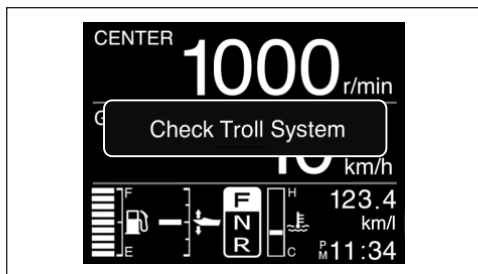 CENTER
1000 r/min
Check Troll System
km/h
F
E
F
N
R
H
C
123.4
km/l
PM 11:34